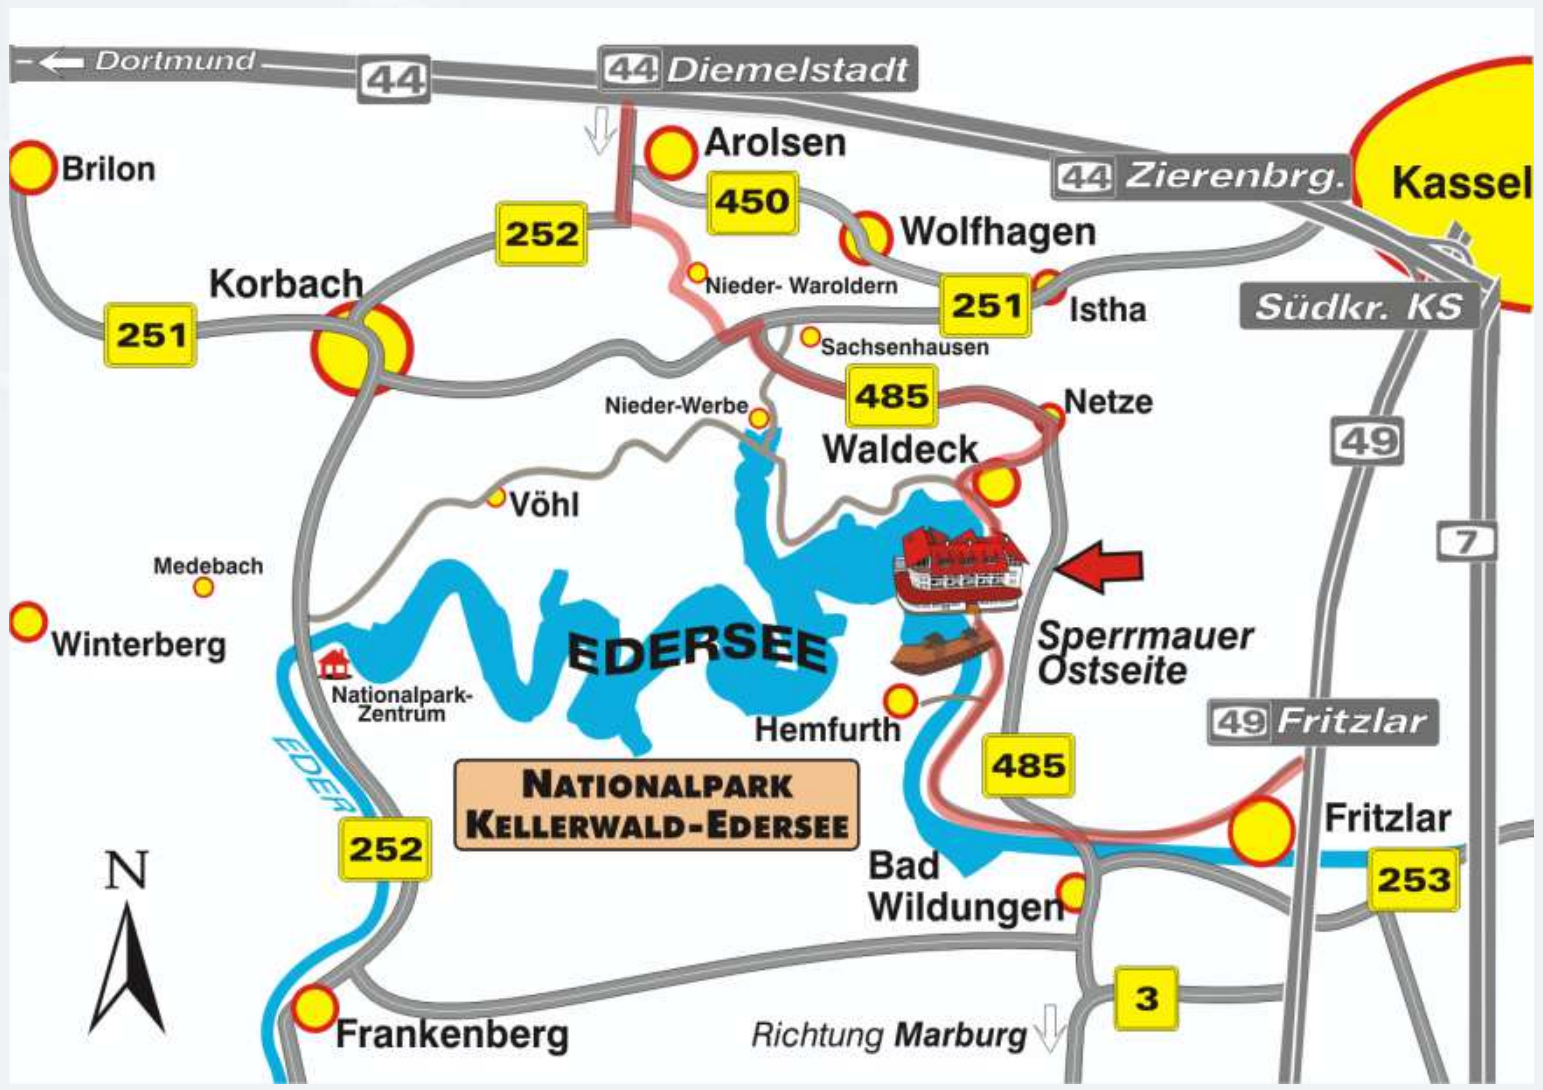 Dortmund
44
44 Diemelstadt
Arolsen
Brilon
450
44 Zierenbrg.
Kassel
252
Wolfhagen
Korbach
Nieder- Waroldern
251
251
Istha
Südkr. KS
Sachsenhausen
485
Nieder-Werbe
Netze
Waldeck
49
Vöhl
7
Medebach
Winterberg
EDERSEE
Sperrmauer
Ostseite
Nationalpark-
Zentrum
Hemfurth
49 Fritzlar
EDER
485
NATIONALPARK
KELLERWALD-EDERSEE
Fritzlar
252
Bad
Wildungen
253
N
3
Frankenberg
Richtung Marburg